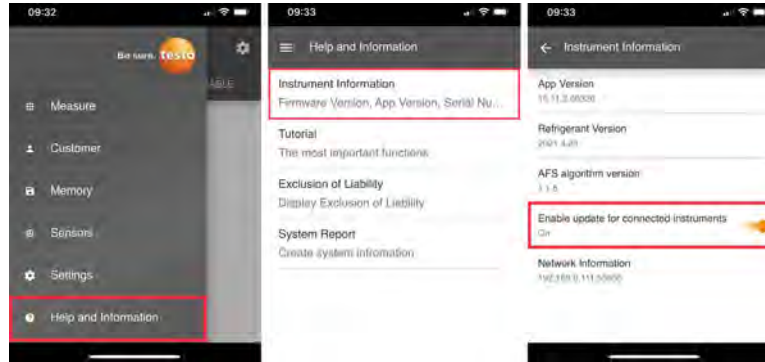 09:32
Be sure. testo
Measure
Customer
Memory
Sensors
Settings
Help and Information
09:33
Help and Information
Instrument Information
Firmware Version, App Version, Serial Nu...
Tutorial
The most important functions
Exclusion of Liability
Display Exclusion of Liability
System Report
Create system information
09:33
Instrument Information
App Version
Refrigerant Version
AFS algorithm version
Enable update for connected instruments
On
Network Information